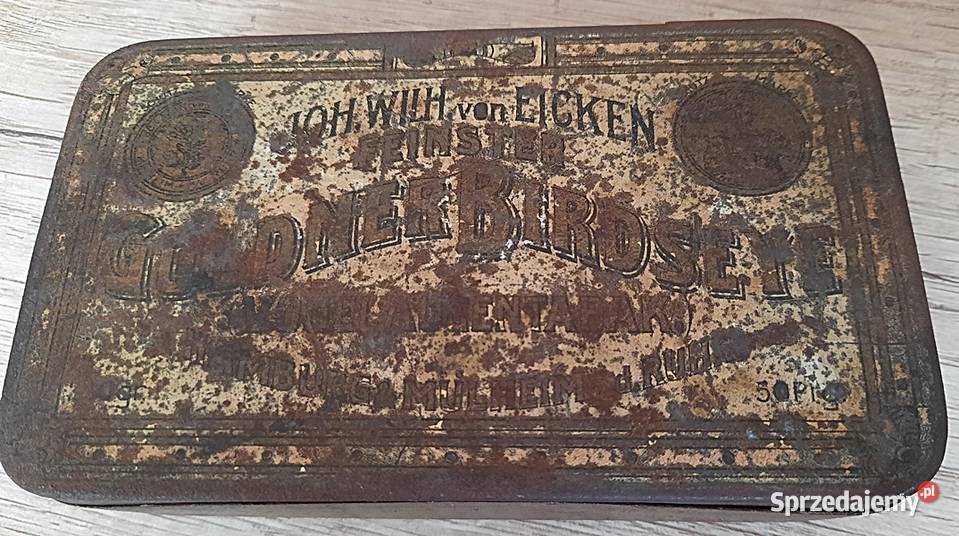 JOH. WILH. von EICKEN
FEINSTER
GOLDNER BIRDSEYE
HAMBURG & MÜLHEIM a.d. RUHR
50 Pf
Sprzedajemy.pl